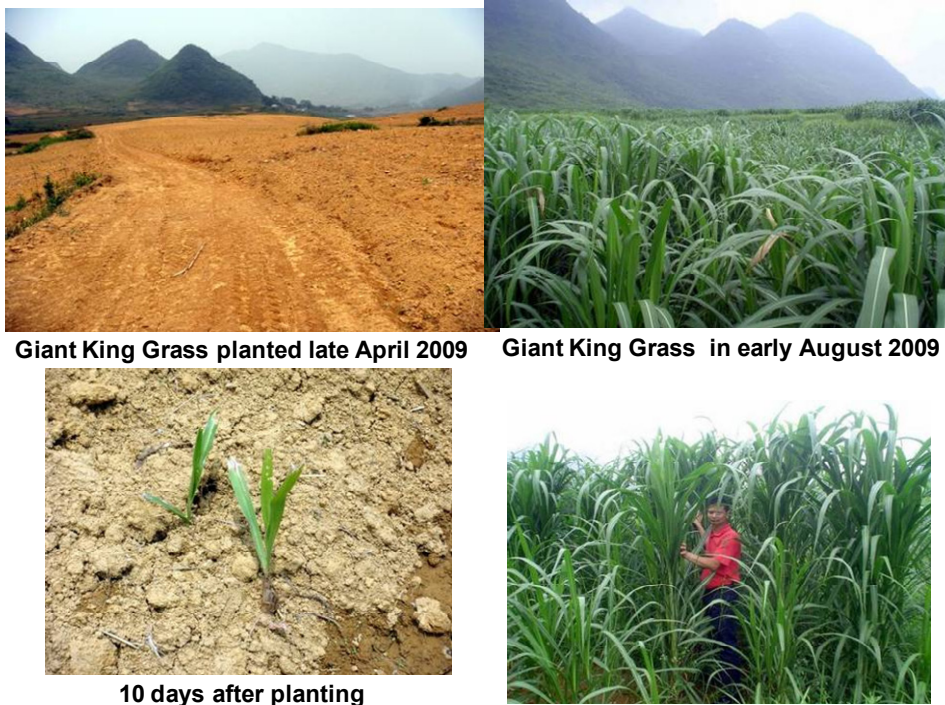 Giant King Grass planted late April 2009
Giant King Grass in early August 2009
10 days after planting